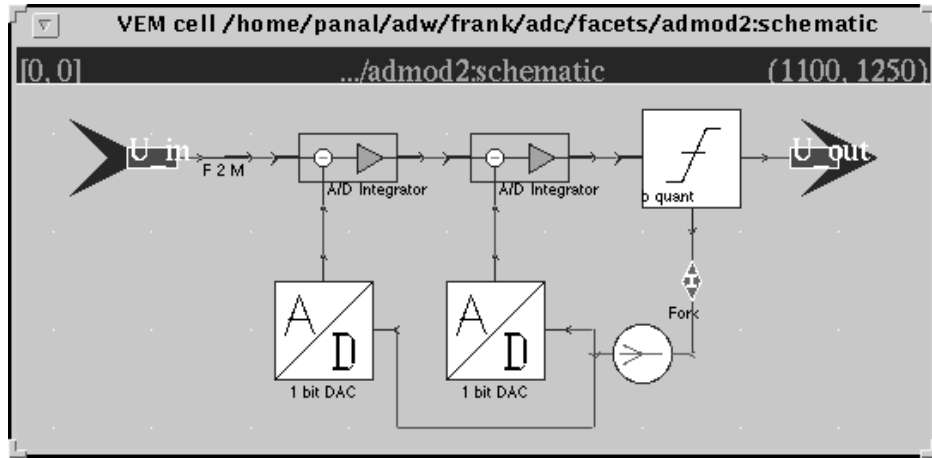 VEM cell /home/panal/adw/frank/adc/facets/admod2:schematic
[0, 0] .../admod2:schematic (1100, 1250)
U_in
U_out
F 2 M
A/D Integrator
A/D Integrator
o quant
A
D
A
D
Fork
1 bit DAC
1 bit DAC